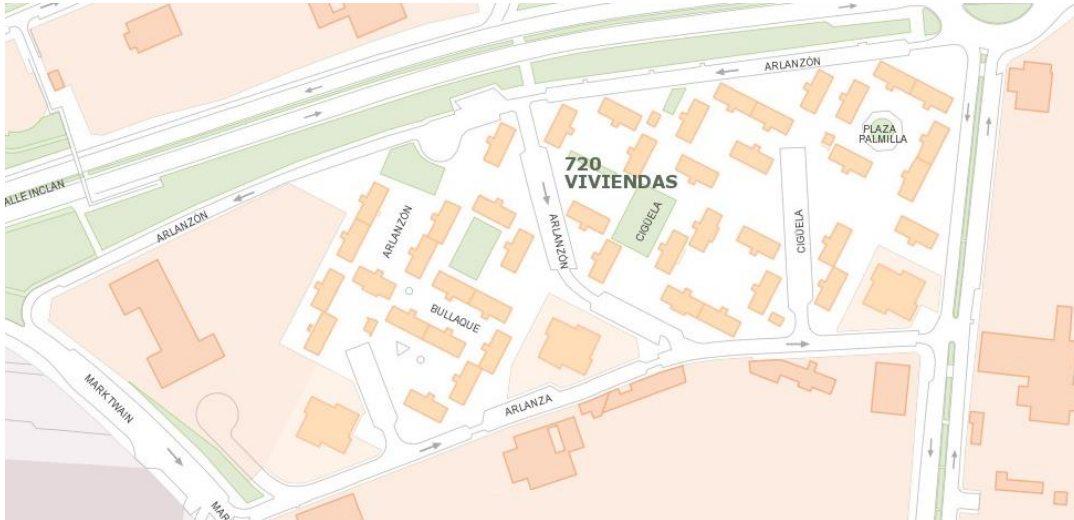 ARLANZÓN
PLAZA
PALMILLA
720
VIVIENDAS
ALLE INCLAN
ARLANZÓN
ARLANZÓN
ARLANZÓN
CIGÜELA
CIGÜELA
BULLAQUE
MARK TWAIN
ARLANZA
MAR